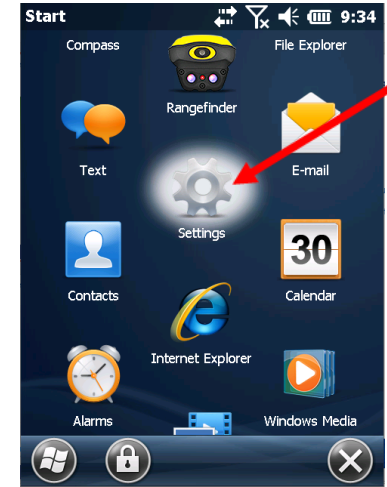 Start 9:34
Compass File Explorer
Rangefinder
Text E-mail
Settings
30
Contacts Calendar
Internet Explorer
Alarms Windows Media